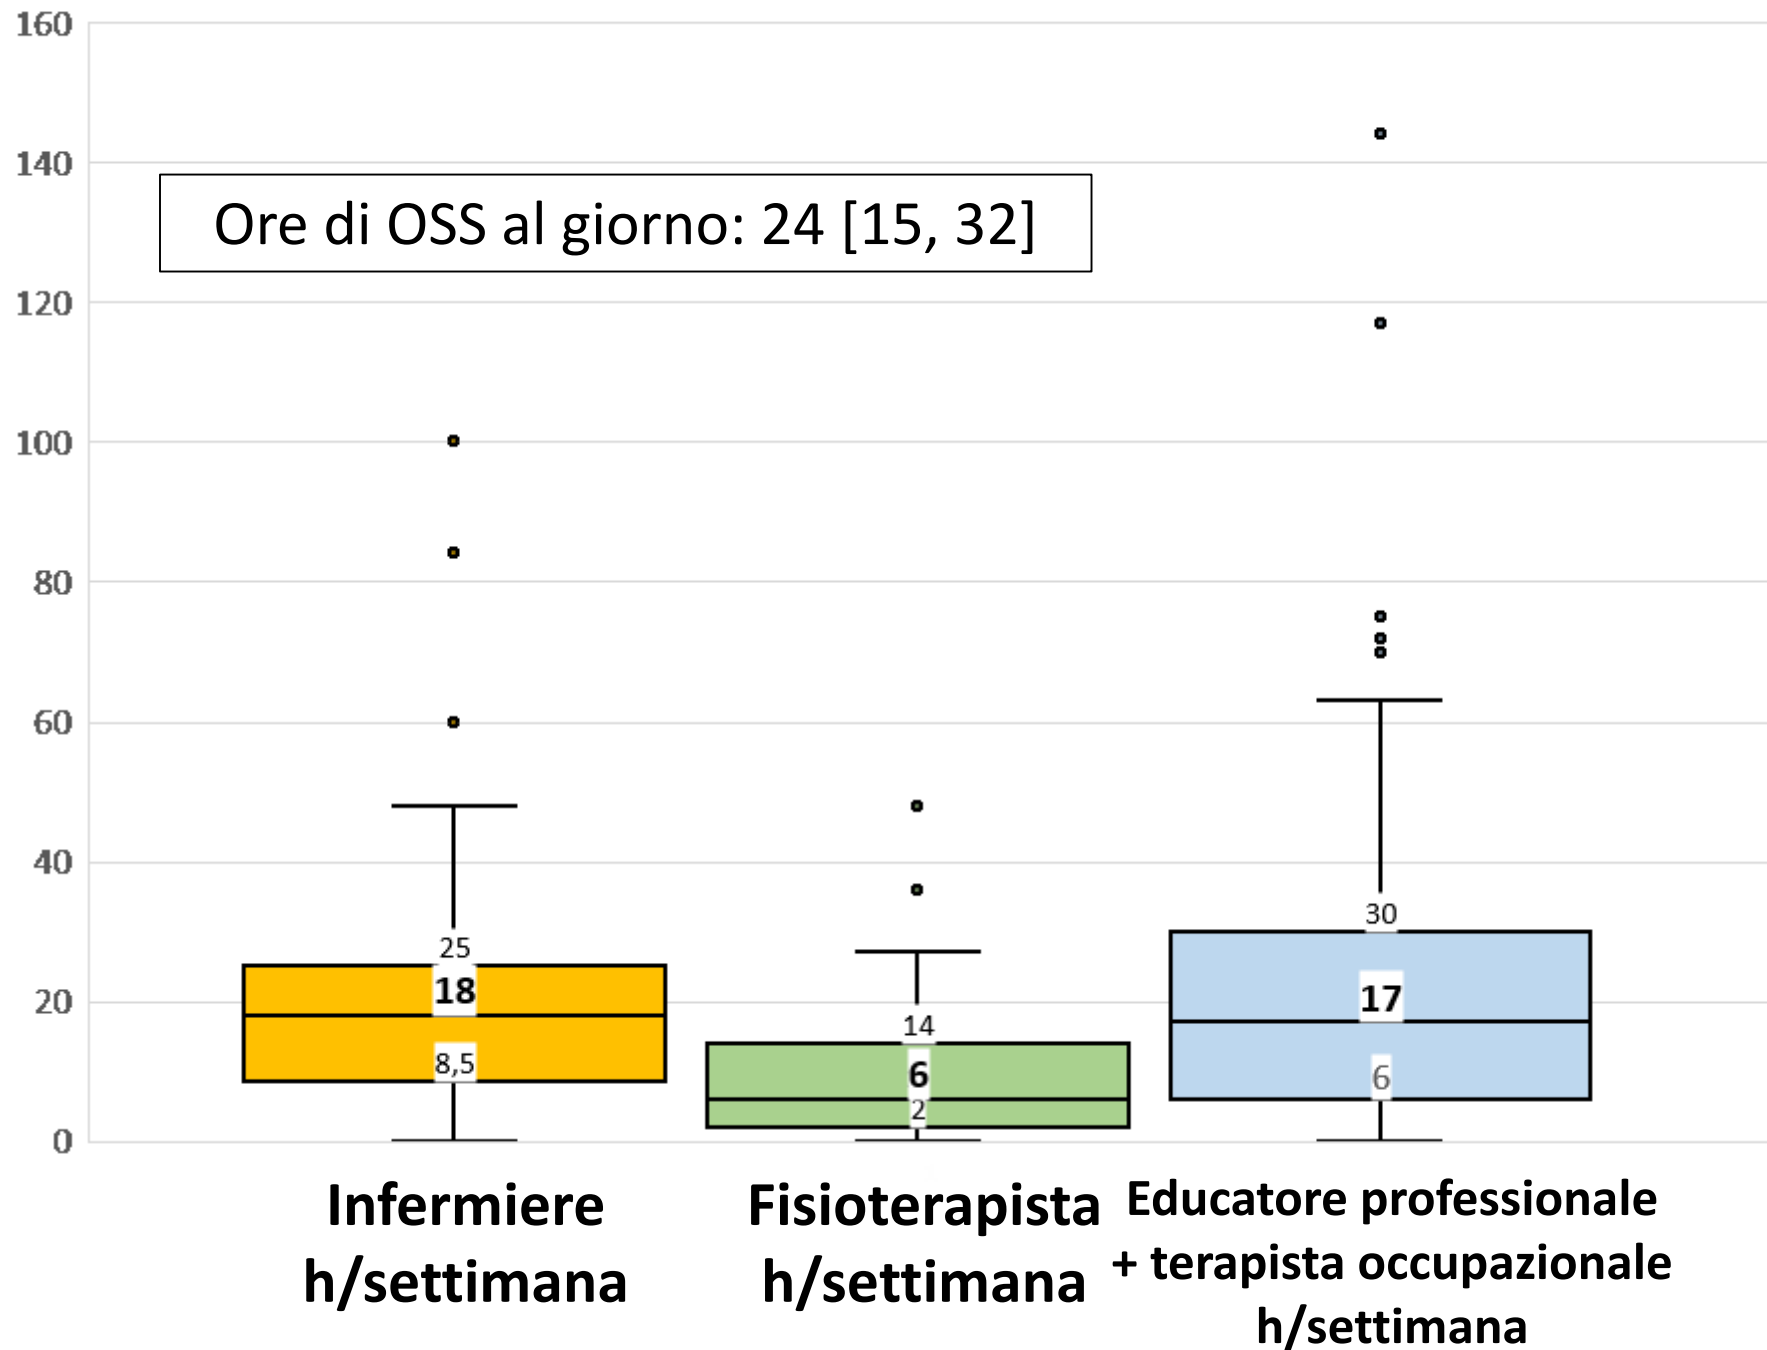 160
140
Ore di OSS al giorno: 24 [15, 32]
120
100
80
60
40
20
0
25
18
8,5
14
6
2
30
17
6
Infermiere
h/settimana
Fisioterapista
h/settimana
Educatore professionale
+ terapista occupazionale
h/settimana